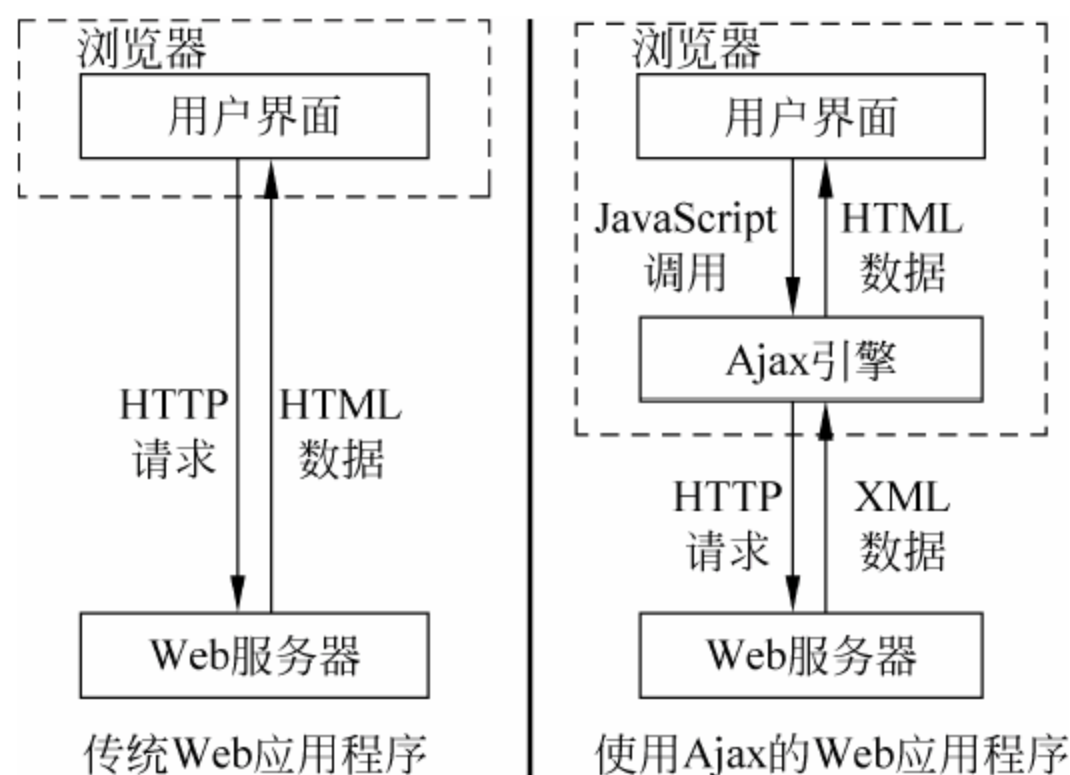 浏览器
用户界面
HTTP
请求
HTML
数据
Web服务器
传统Web应用程序
浏览器
用户界面
JavaScript
调用
HTML
数据
Ajax引擎
HTTP
请求
XML
数据
Web服务器
使用Ajax的Web应用程序